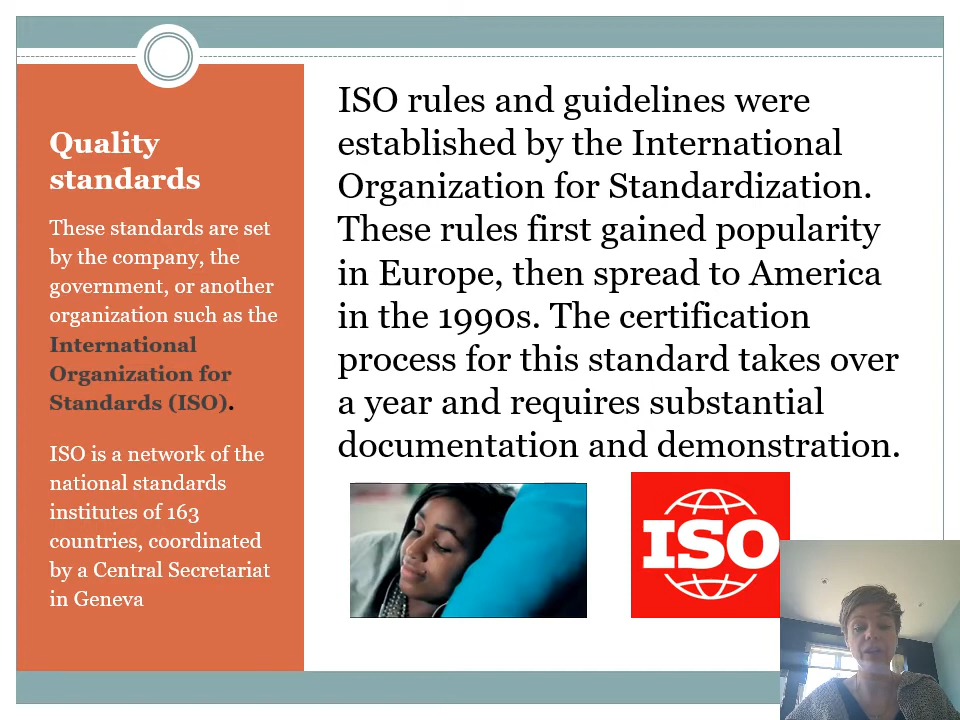 Quality
standards
These standards are set
by the company, the
government, or another
organization such as the
International
Organization for
Standards (ISO).
ISO is a network of the
national standards
institutes of 163
countries, coordinated
by a Central Secretariat
in Geneva
ISO rules and guidelines were
established by the International
Organization for Standardization.
These rules first gained popularity
in Europe, then spread to America
in the 1990s. The certification
process for this standard takes over
a year and requires substantial
documentation and demonstration.
ISO